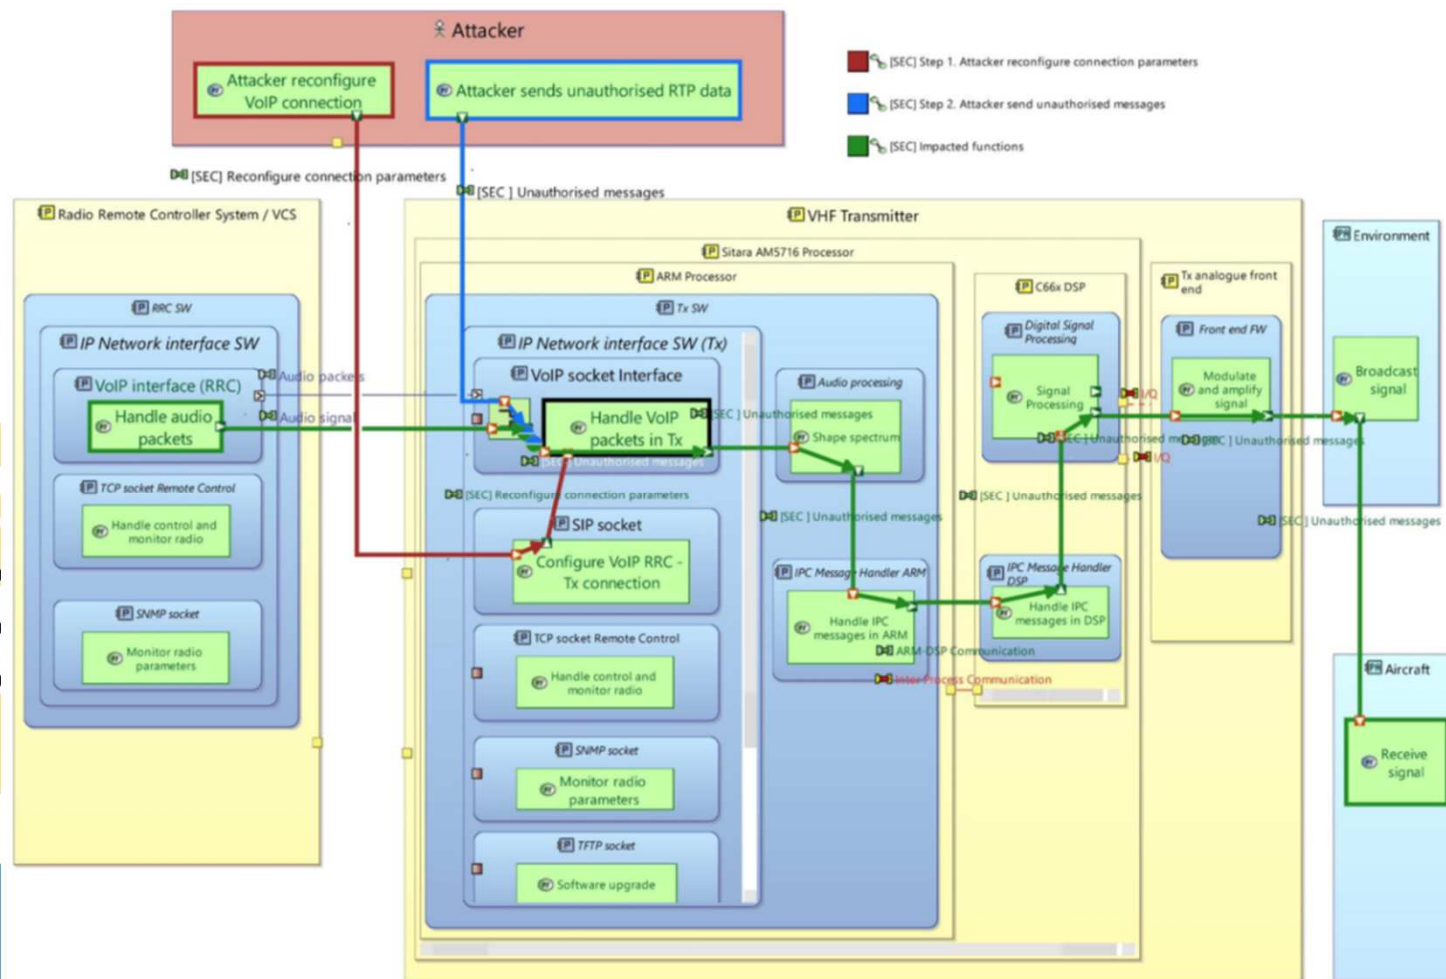 Attacker
Attacker reconfigure
VoIP connection
Attacker sends unauthorised RTP data
[SEC] Step 1. Attacker reconfigure connection parameters
[SEC] Step 2. Attacker send unauthorised messages
[SEC] Impacted functions
[SEC] Reconfigure connection parameters
[SEC ] Unauthorised messages
Radio Remote Controller System / VCS
RRC SW
IP Network interface SW
VoIP interface (RRC)
Handle audio
packets
Audio packets
Audio signal
TCP socket Remote Control
Handle control and
monitor radio
SNMP socket
Monitor radio
parameters
VHF Transmitter
Sitara AM5716 Processor
ARM Processor
Tx SW
IP Network interface SW (Tx)
VoIP socket Interface
Handle VoIP
packets in Tx
[SEC ] Unauthorised messages
[SEC ] Unauthorised messages
[SEC] Reconfigure connection parameters
SIP socket
Configure VoIP RRC -
Tx connection
TCP socket Remote Control
Handle control and
monitor radio
SNMP socket
Monitor radio
parameters
TFTP socket
Software upgrade
Audio processing
Shape spectrum
[SEC ] Unauthorised messages
IPC Message Handler ARM
Handle IPC
messages in ARM
ARM-DSP Communication
Inter Process Communication
C66x DSP
Digital Signal
Processing
Signal
Processing
I/Q
[SEC ] Unauthorised messages
I/Q
[SEC ] Unauthorised messages
IPC Message Handler
DSP
Handle IPC
messages in DSP
Tx analogue front
end
Front end FW
Modulate
and amplify
signal
[SEC ] Unauthorised messages
Environment
Broadcast
signal
[SEC ] Unauthorised messages
Aircraft
Receive
signal